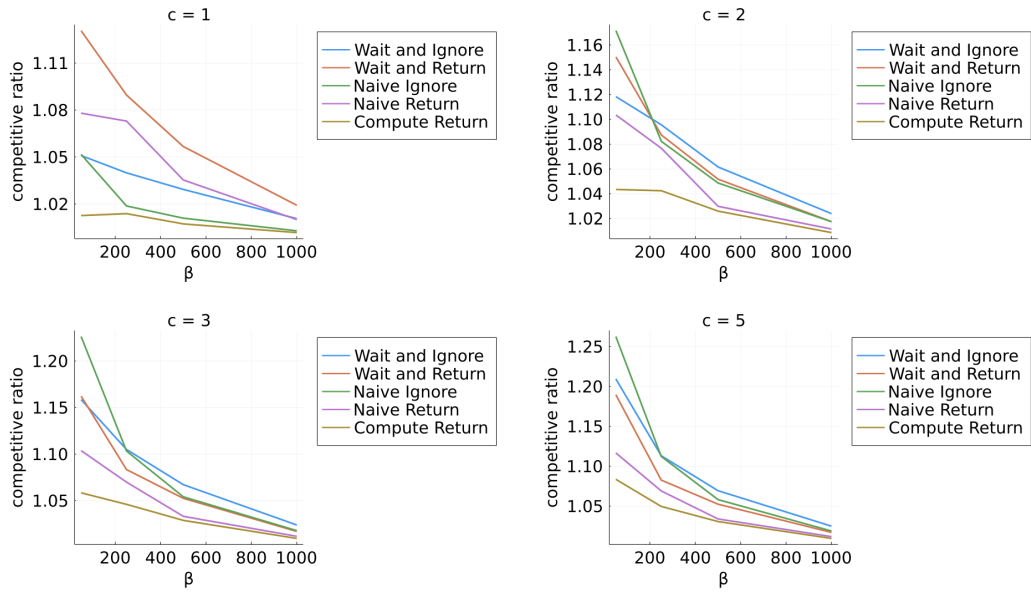 c = 1
competitive ratio
1.11
1.08
1.05
1.02
200 400 600 800 1000
β
Wait and Ignore
Wait and Return
Naive Ignore
Naive Return
Compute Return
c = 2
competitive ratio
1.16
1.14
1.12
1.10
1.08
1.06
1.04
1.02
200 400 600 800 1000
β
Wait and Ignore
Wait and Return
Naive Ignore
Naive Return
Compute Return
c = 3
competitive ratio
1.20
1.15
1.10
1.05
200 400 600 800 1000
β
Wait and Ignore
Wait and Return
Naive Ignore
Naive Return
Compute Return
c = 5
competitive ratio
1.25
1.20
1.15
1.10
1.05
200 400 600 800 1000
β
Wait and Ignore
Wait and Return
Naive Ignore
Naive Return
Compute Return